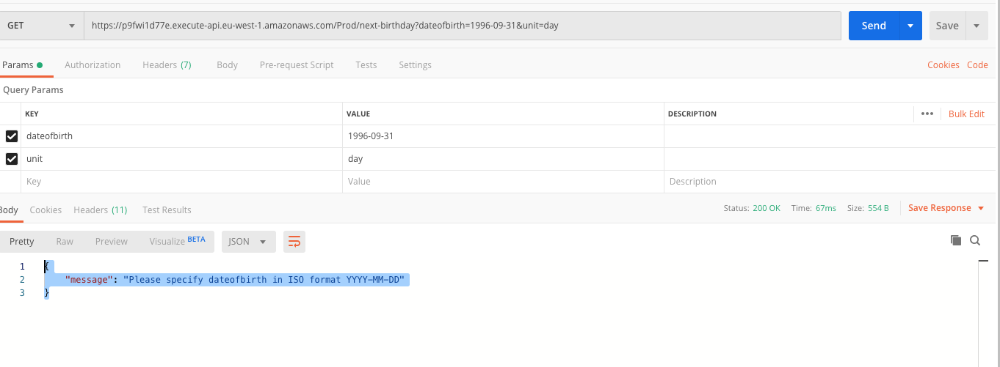 GET https://p9fwi1d77e.execute-api.eu-west-1.amazonaws.com/Prod/next-birthday?dateofbirth=1996-09-31&unit=day Send Save
Params Authorization Headers (7) Body Pre-request Script Tests Settings Cookies Code
Query Params
KEY VALUE DESCRIPTION ••• Bulk Edit
dateofbirth 1996-09-31
unit day
Key Value Description
Body Cookies Headers (11) Test Results Status: 200 OK Time: 67ms Size: 554 B Save Response
Pretty Raw Preview Visualize BETA JSON
1 {
2 "message": "Please specify dateofbirth in ISO format YYYY-MM-DD"
3 }